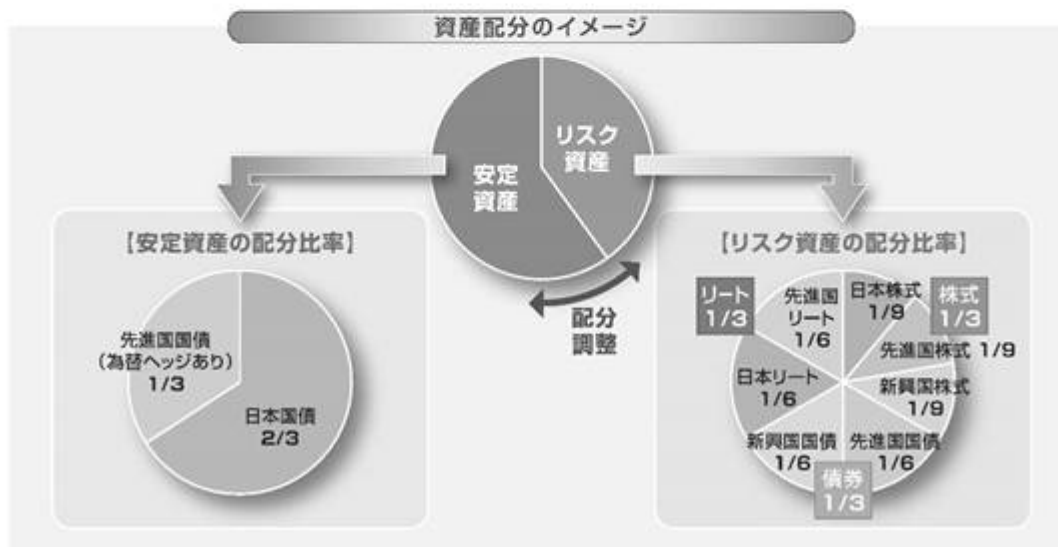 資産配分のイメージ
リスク
資産
安定
資産
【安定資産の配分比率】
先進国国債
(為替ヘッジあり)
1/3
日本国債
2/3
配分
調整
【リスク資産の配分比率】
リート
1/3
先進国
リート
1/6
日本株式
1/9
株式
1/3
先進国株式 1/9
新興国株式
1/9
日本リート
1/6
新興国国債
1/6
先進国国債
1/6
債券
1/3